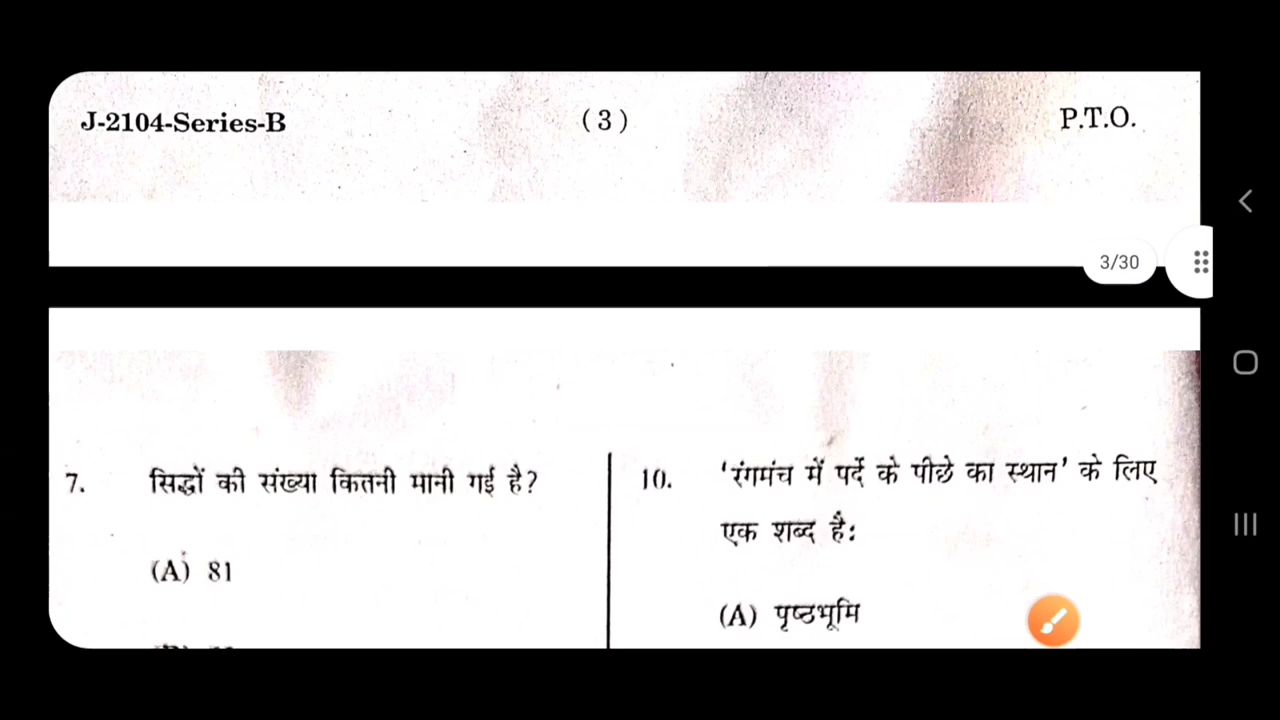 J-2104-Series-B
(3)
P.T.O.
3/30
7. सिद्धों की संख्या कितनी मानी गई है?
(A) 81
10. 'रंगमंच में पर्दे के पीछे का स्थान' के लिए
एक शब्द है:
(A) पृष्ठभूमि